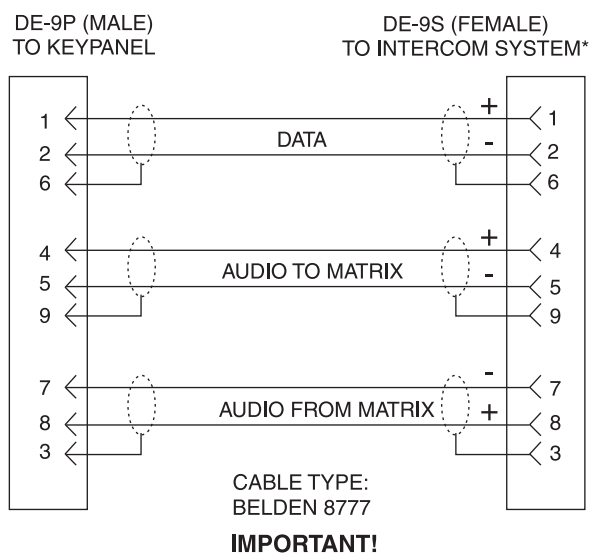 DE-9P (MALE)
TO KEYPANEL
DE-9S (FEMALE)
TO INTERCOM SYSTEM*
1
+
1
2
DATA
-
2
6
6
4
+
4
5
AUDIO TO MATRIX
-
5
9
9
7
-
7
8
AUDIO FROM MATRIX
+
8
3
3
CABLE TYPE:
BELDEN 8777
IMPORTANT!